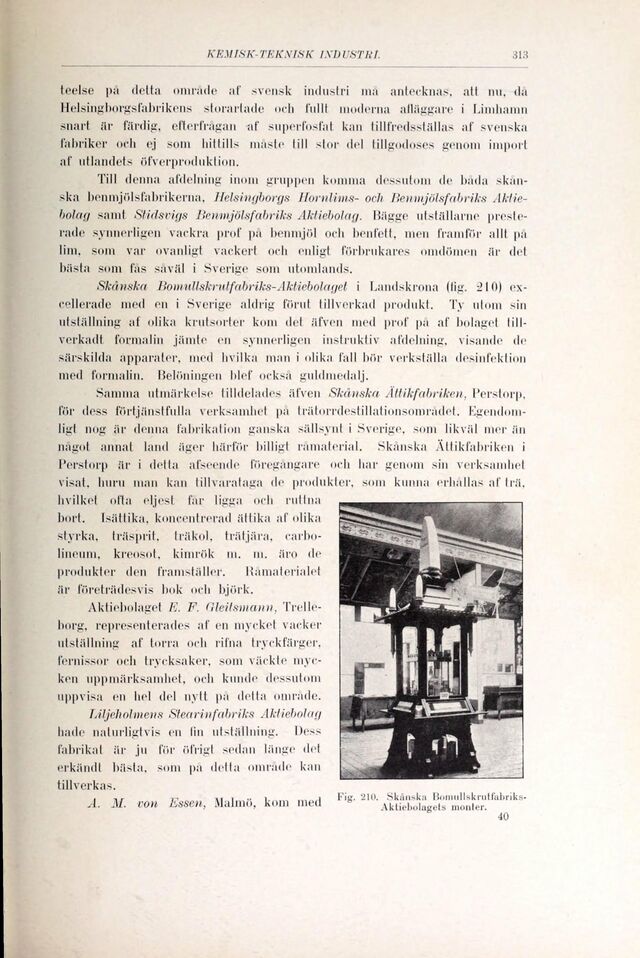 KEMISK-TEKNISK INDUSTRI. 313
teelse på detta område af svensk industri må antecknas, att nu, då
Helsingborgsfabrikens storartade och fullt moderna afläggare i Limhamn
snart är färdig, efterfrågan af superfosfat kan tillfredsställas af svenska
fabriker och ej som hittills måste till stor del tillgodoses genom import
af utlandets öfverproduktion.
Till denna afdelning inom gruppen komma dessutom de båda skån-
ska benmjölsfabrikerna, Helsingborgs Hornlims- och Benmjölsfabriks Aktie-
bolag samt Stidsvigs Benmjölsfabriks Aktiebolag. Bägge utställarne preste-
rade synnerligen vackra prof på benmjöl och benfett, men framför allt på
lim, som var ovanligt vackert och enligt förbrukares omdömen är det
bästa som fås såväl i Sverige som utomlands.
Skånska Bomullskrutfabriks-Aktiebolaget i Landskrona (fig. 210) ex-
cellerade med en i Sverige aldrig förut tillverkad produkt. Ty utom sin
utställning af olika krutsorter kom det äfven med prof på af bolaget till-
verkadt formalin jämte en synnerligen instruktiv afdelning, visande de
särskilda apparater, med hvilka man i olika fall bör verkställa desinfektion
med formalin. Belöningen blef också guldmedalj.
Samma utmärkelse tilldelades äfven Skånska Ättikfabriken, Perstorp,
för dess förtjänstfulla verksamhet på trätorrdestillationsområdet. Egendom-
ligt nog är denna fabrikation ganska sällsynt i Sverige, som likväl mer än
något annat land äger härför billigt råmaterial. Skånska Ättikfabriken i
Perstorp är i detta afseende föregångare och har genom sin verksamhet
visat, huru man kan tillvarataga de produkter, som kunna erhållas af trä,
hvilket ofta eljest får ligga och ruttna
bort. Isättika, koncentrerad ättika af olika
styrka, träsprit, träkol, trätjära, carbo-
lineum, kreosot, kimrök m. m. äro de
produkter den framställer. Råmaterialet
är företrädesvis bok och björk.
Aktiebolaget E. F. Gleitsmann, Trelle-
borg, representerades af en mycket vacker
utställning af torra och rifna tryckfärger,
fernissor och trycksaker, som väckte myc-
ken uppmärksamhet, och kunde dessutom
uppvisa en hel del nytt på detta område.
Liljeholmens Stearinfabriks Aktiebolag
hade naturligtvis en fin utställning. Dess
fabrikat är ju för öfrigt sedan länge det
erkändt bästa, som på detta område kan
tillverkas.
A. M. von Essen, Malmö, kom med
Fig. 210. Skånska Bomullskrutfabriks-
Aktiebolagets monter.
40